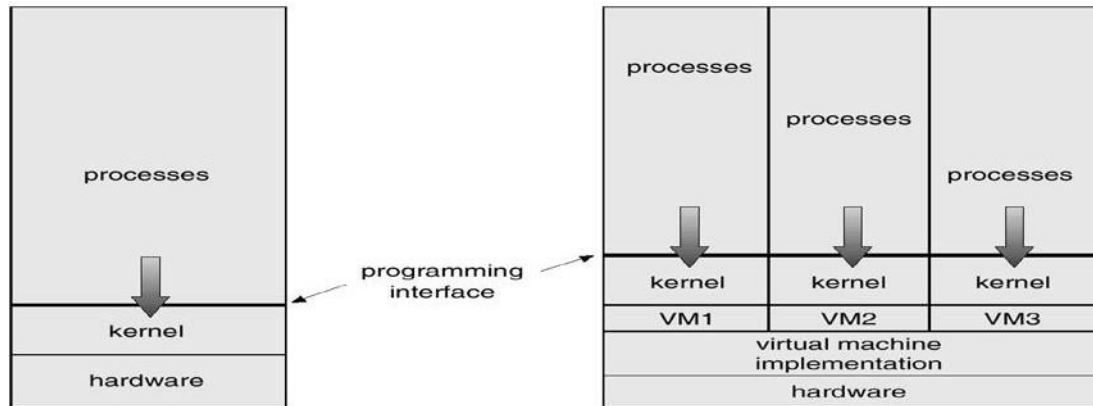 processes
kernel
hardware
programming
interface
processes
processes
processes
kernel
kernel
kernel
VM1
VM2
VM3
virtual machine
implementation
hardware